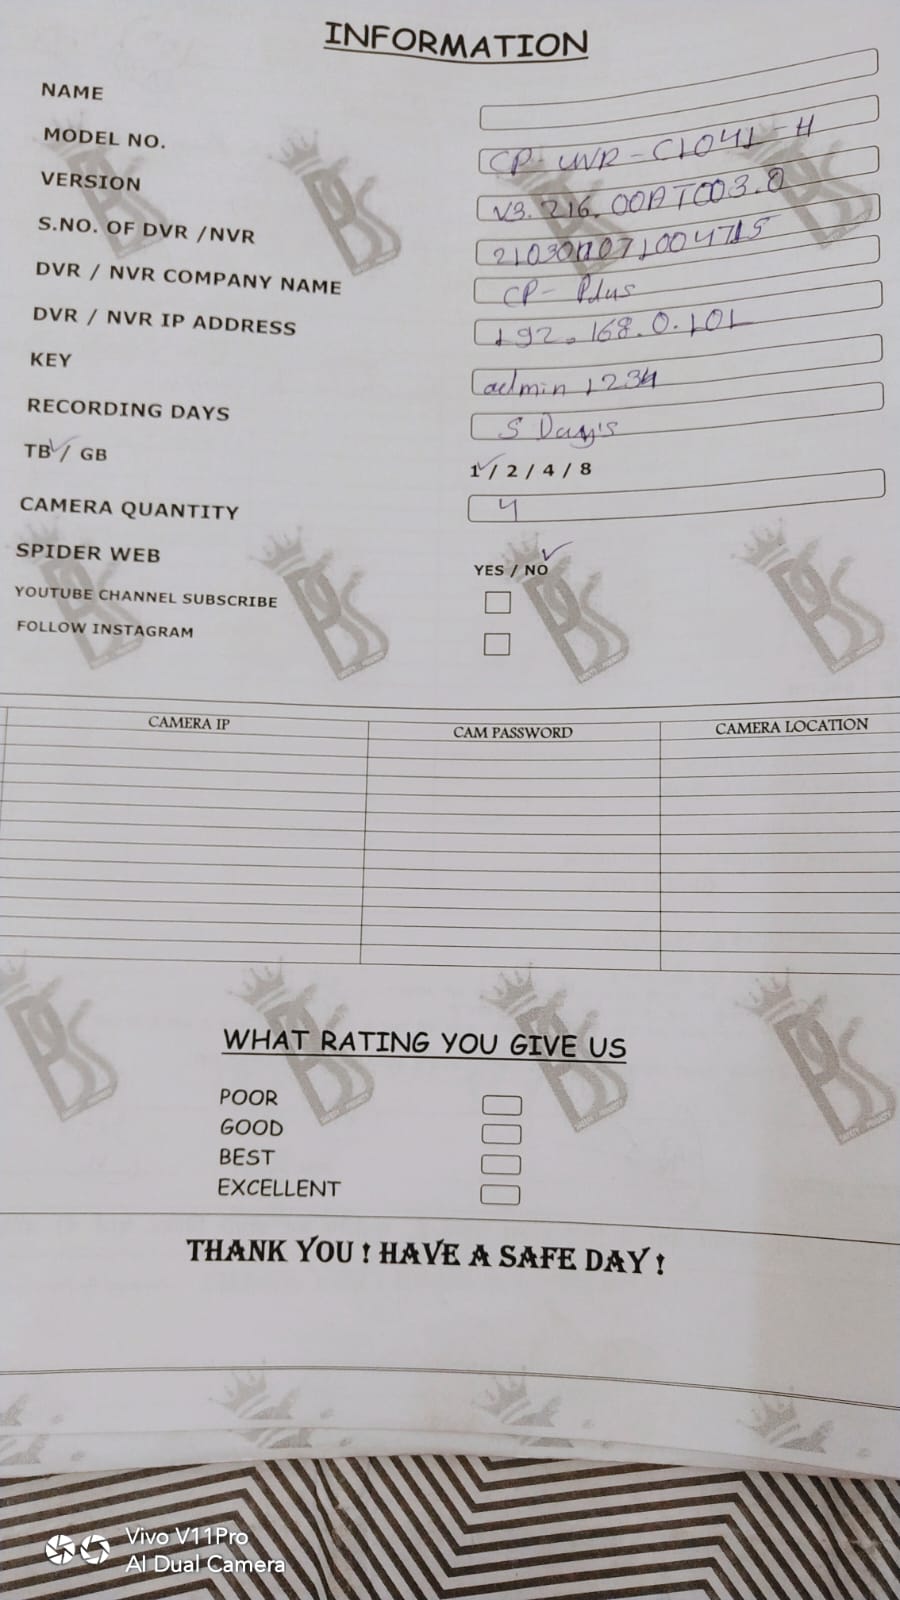 INFORMATION
NAME
MODEL NO. CP-UVR-C1041-H
VERSION V3.216.00AT003.0
S.NO. OF DVR /NVR
DVR / NVR COMPANY NAME CP- Plus
DVR / NVR IP ADDRESS 192.168.0.101
KEY admin 1234
RECORDING DAYS 5 Day's
TB / GB 1 / 2 / 4 / 8
CAMERA QUANTITY 4
SPIDER WEB YES / NO
YOUTUBE CHANNEL SUBSCRIBE
FOLLOW INSTAGRAM
CAMERA IP CAM PASSWORD CAMERA LOCATION
WHAT RATING YOU GIVE US
POOR
GOOD
BEST
EXCELLENT
THANK YOU ! HAVE A SAFE DAY !
Vivo V11Pro
AI Dual Camera